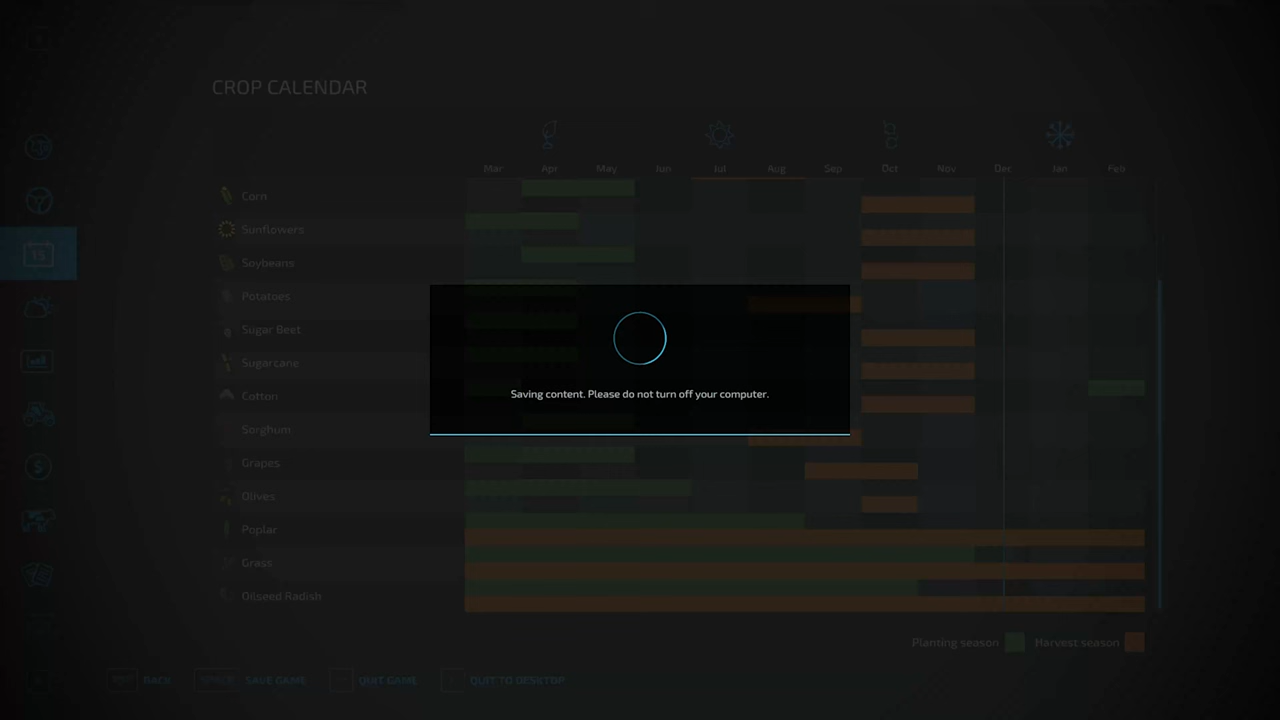 CROP CALENDAR
Mar Apr May Jun Jul Aug Sep Oct Nov Dec Jan Feb
Corn
Sunflowers
Soybeans
Potatoes
Sugar Beet
Sugarcane
Cotton
Sorghum
Grapes
Olives
Poplar
Grass
Oilseed Radish
15
Saving content. Please do not turn off your computer.
Planting season Harvest season
BACK SAVE GAME QUIT GAME QUIT TO DESKTOP